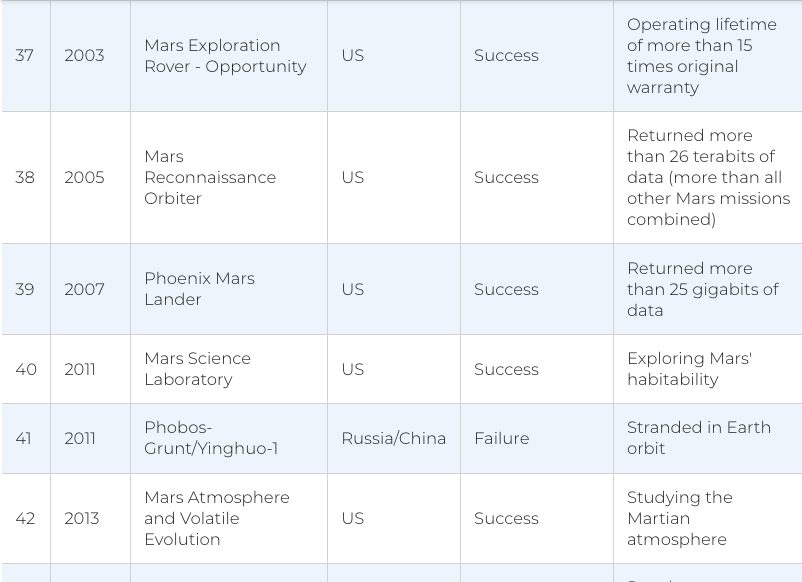 37 2003 Mars Exploration Rover - Opportunity US Success Operating lifetime of more than 15 times original warranty
38 2005 Mars Reconnaissance Orbiter US Success Returned more than 26 terabits of data (more than all other Mars missions combined)
39 2007 Phoenix Mars Lander US Success Returned more than 25 gigabits of data
40 2011 Mars Science Laboratory US Success Exploring Mars' habitability
41 2011 Phobos-Grunt/Yinghuo-1 Russia/China Failure Stranded in Earth orbit
42 2013 Mars Atmosphere and Volatile Evolution US Success Studying the Martian atmosphere